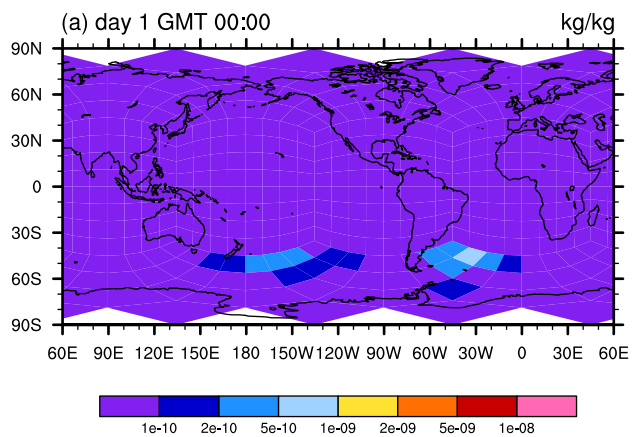 (a) day 1 GMT 00:00 kg/kg
90N
60N
30N
0
30S
60S
90S
60E 90E 120E 150E 180 150W 120W 90W 60W 30W 0 30E 60E
1e-10 2e-10 5e-10 1e-09 2e-09 5e-09 1e-08